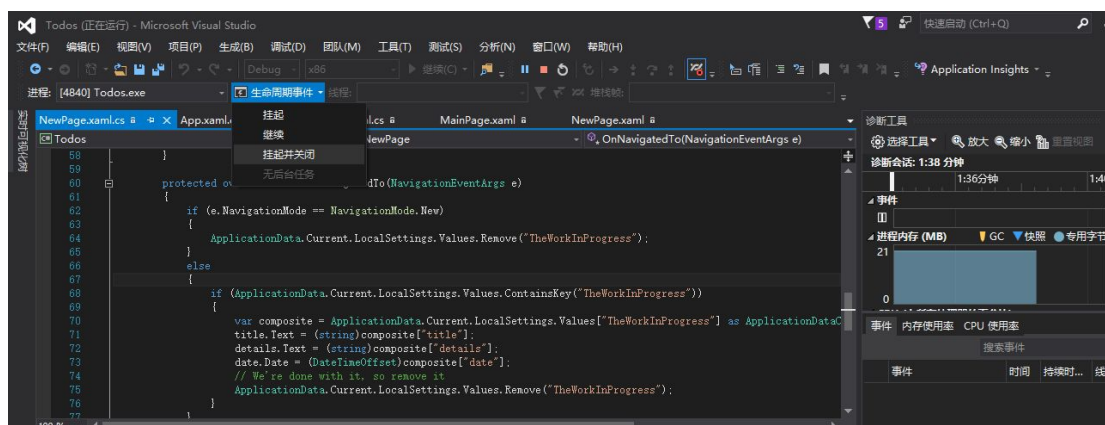 Todos (正在运行) - Microsoft Visual Studio
5
快速启动 (Ctrl+Q)
文件(F) 编辑(E) 视图(V) 项目(P) 生成(B) 调试(D) 团队(M) 工具(T) 测试(S) 分析(N) 窗口(W) 帮助(H)
Debug x86 继续(C) Application Insights
进程: [4840] Todos.exe 生命周期事件 线程: 堆栈帧:
挂起
继续
挂起并关闭
无后台任务
NewPage.xaml.cs App.xaml. l.cs MainPage.xaml NewPage.xaml
Todos ewPage OnNavigatedTo(NavigationEventArgs e)
58 }
59
60 protected ov dTo(NavigationEventArgs e)
61 {
62 if (e.NavigationMode == NavigationMode.New)
63 {
64 ApplicationData.Current.LocalSettings.Values.Remove("TheWorkInProgress");
65 }
66 else
67 {
68 if (ApplicationData.Current.LocalSettings.Values.ContainsKey("TheWorkInProgress"))
69 {
70 var composite = ApplicationData.Current.LocalSettings.Values["TheWorkInProgress"] as ApplicationDataC
71 title.Text = (string)composite["title"];
72 details.Text = (string)composite["details"];
73 date.Date = (DateTimeOffset)composite["date"];
74 // We're done with it, so remove it
75 ApplicationData.Current.LocalSettings.Values.Remove("TheWorkInProgress");
76 }
77 }
诊断工具
选择工具 放大 缩小 重置视图
诊断会话: 1:38 分钟
1:36分钟 1:4
事件
进程内存 (MB) GC 快照 专用字节
21
0
事件 内存使用率 CPU 使用率
搜索事件
事件 时间 持续时... 线